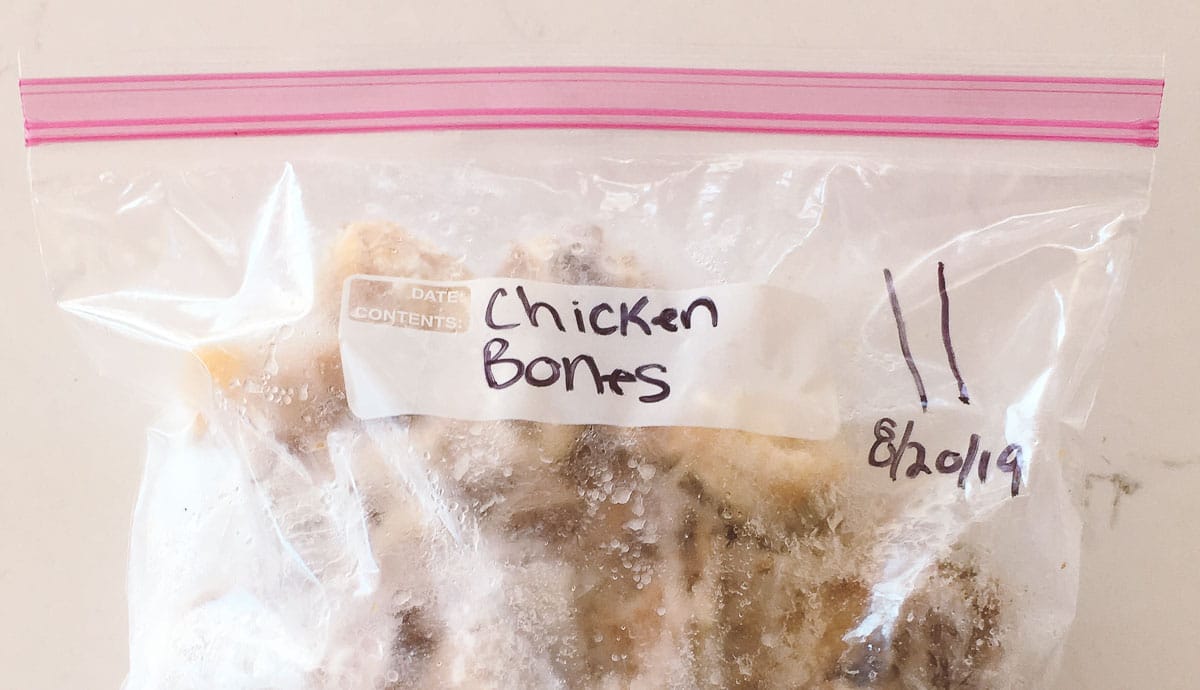 DATE: Chicken
CONTENTS: Bones
||
8/20/19